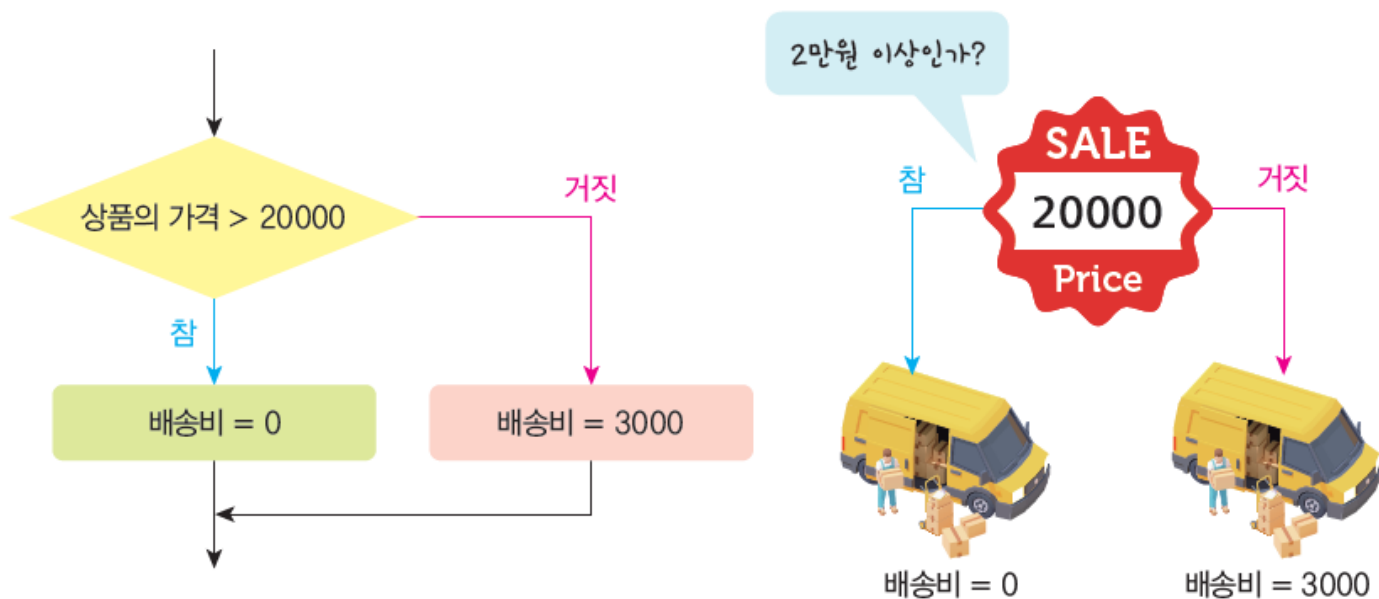 상품의 가격 > 20000
거짓
참
배송비 = 0
배송비 = 3000
2만원 이상인가?
SALE
20000
Price
참
거짓
배송비 = 0
배송비 = 3000